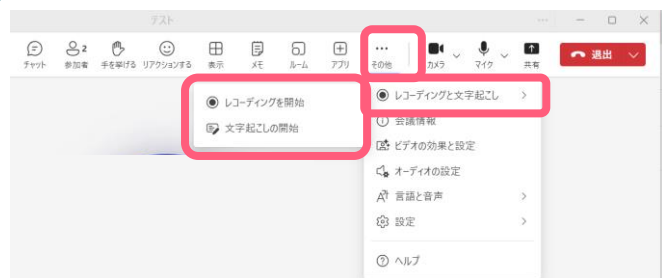 テスト
チャット 参加者 2 手を挙げる リアクションする 表示 メモ ルーム アプリ その他 カメラ マイク 共有 退出
レコーディングを開始
文字起こしの開始
レコーディングと文字起こし
会議情報
ビデオの効果と設定
オーディオの設定
言語と音声
設定
ヘルプ